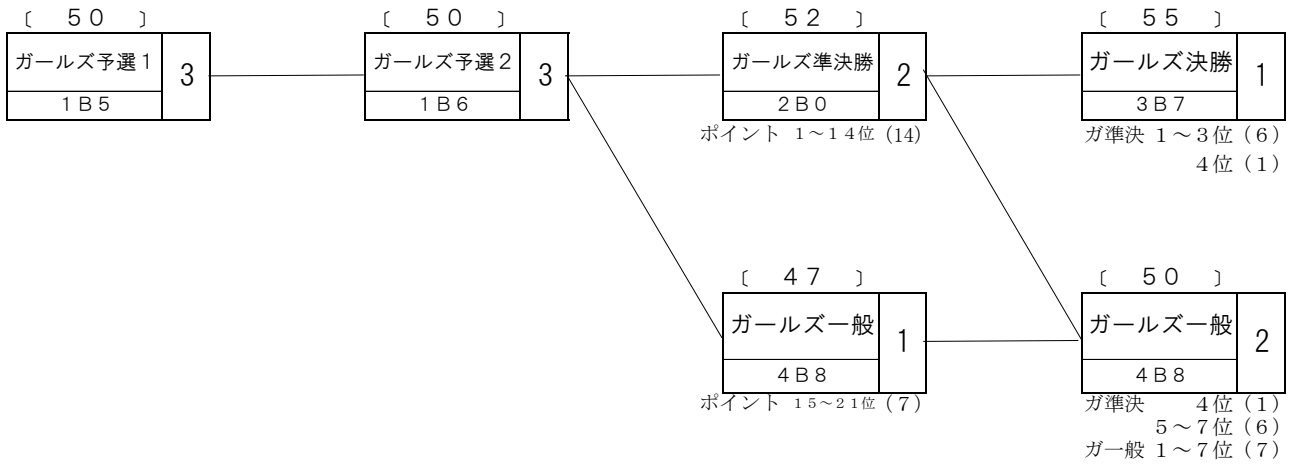 〔 ５０ 〕 〔 ５０ 〕 〔 ５２ 〕 〔 ５５ 〕
ガールズ予選１ 3 ガールズ予選２ 3 ガールズ準決勝 2 ガールズ決勝 1
１Ｂ５ １Ｂ６ ２Ｂ０ ３Ｂ７
ポイント １～１４位 (14) ガ準決 １～３位（６）
４位（１）
〔 ４７ 〕 〔 ５０ 〕
ガールズ一般 1 ガールズ一般 2
４Ｂ８ ４Ｂ８
ポイント １５～２１位（７） ガ準決 ４位（１）
５～７位（６）
ガ一般 １～７位（７）